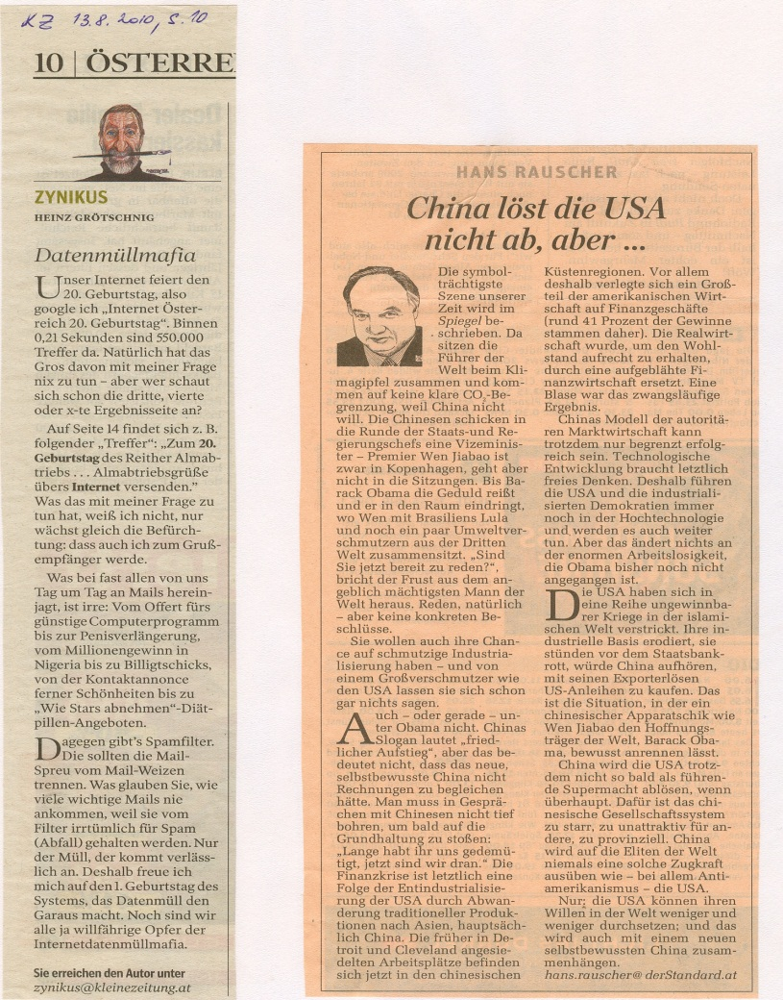 KZ 13.8.2010, S. 10
10 | ÖSTERRE
ZYNIKUS
HEINZ GRÖTSCHNIG
Datenmüllmafia
Unser Internet feiert den
20. Geburtstag, also
google ich „Internet Öster-
reich 20. Geburtstag“. Binnen
0,21 Sekunden sind 550.000
Treffer da. Natürlich hat das
Gros davon mit meiner Frage
nix zu tun – aber wer schaut
sich schon die dritte, vierte
oder x-te Ergebnisseite an?
Auf Seite 14 findet sich z. B.
folgender „Treffer“: „Zum 20.
Geburtstag des Reither Almab-
triebs . . . Almabtriebsgrüße
übers Internet versenden.”
Was das mit meiner Frage zu
tun hat, weiß ich nicht, nur
wächst gleich die Befürch-
tung: dass auch ich zum Gruß-
empfänger werde.
Was bei fast allen von uns
Tag um Tag an Mails herein-
jagt, ist irre: Vom Offert fürs
günstige Computerprogramm
bis zur Penisverlängerung,
vom Millionengewinn in
Nigeria bis zu Billigtschicks,
von der Kontaktannonce
ferner Schönheiten bis zu
„Wie Stars abnehmen“-Diät-
pillen-Angeboten.
Dagegen gibt’s Spamfilter.
Die sollten die Mail-
Spreu vom Mail-Weizen
trennen. Was glauben Sie, wie
viele wichtige Mails nie
ankommen, weil sie vom
Filter irrtümlich für Spam
(Abfall) gehalten werden. Nur
der Müll, der kommt verläss-
lich an. Deshalb freue ich
mich auf den 1. Geburtstag des
Systems, das Datenmüll den
Garaus macht. Noch sind wir
alle ja willfährige Opfer der
Internetdatenmüllmafia.
Sie erreichen den Autor unter
zynikus@kleinezeitung.at
HANS RAUSCHER
China löst die USA
nicht ab, aber ...
Die symbol-
trächtigste
Szene unserer
Zeit wird im
Spiegel be-
schrieben. Da
sitzen die
Führer der
Welt beim Kli-
magipfel zusammen und kom-
men auf keine klare CO₂-Be-
grenzung, weil China nicht
will. Die Chinesen schicken in
die Runde der Staats-und Re-
gierungschefs eine Vizeminis-
ter – Premier Wen Jiabao ist
zwar in Kopenhagen, geht aber
nicht in die Sitzungen. Bis Ba-
rack Obama die Geduld reißt
und er in den Raum eindringt,
wo Wen mit Brasiliens Lula
und noch ein paar Umweltver-
schmutzern aus der Dritten
Welt zusammensitzt. „Sind
Sie jetzt bereit zu reden?“,
bricht der Frust aus dem an-
geblich mächtigsten Mann der
Welt heraus. Reden, natürlich
– aber keine konkreten Be-
schlüsse.
Sie wollen auch ihre Chan-
ce auf schmutzige Industria-
lisierung haben – und von
einem Großverschmutzer wie
den USA lassen sie sich schon
gar nichts sagen.
Auch – oder gerade – un-
ter Obama nicht. Chinas
Slogan lautet „fried-
licher Aufstieg“, aber das be-
deutet nicht, dass das neue,
selbstbewusste China nicht
Rechnungen zu begleichen
hätte. Man muss in Gesprä-
chen mit Chinesen nicht tief
bohren, um bald auf die
Grundhaltung zu stoßen:
„Lange habt ihr uns gedemü-
tigt, jetzt sind wir dran.“ Die
Finanzkrise ist letztlich eine
Folge der Entindustrialisie-
rung der USA durch Abwan-
derung traditioneller Produk-
tionen nach Asien, hauptsäch-
lich China. Die früher in De-
troit und Cleveland angesie-
delten Arbeitsplätze befinden
sich jetzt in den chinesischen
Küstenregionen. Vor allem
deshalb verlegte sich ein Groß-
teil der amerikanischen Wirt-
schaft auf Finanzgeschäfte
(rund 41 Prozent der Gewinne
stammen daher). Die Realwirt-
schaft wurde, um den Wohl-
stand aufrecht zu erhalten,
durch eine aufgeblähte Fi-
nanzwirtschaft ersetzt. Eine
Blase war das zwangsläufige
Ergebnis.
Chinas Modell der autoritä-
ren Marktwirtschaft kann
trotzdem nur begrenzt erfolg-
reich sein. Technologische
Entwicklung braucht letztlich
freies Denken. Deshalb führen
die USA und die industriali-
sierten Demokratien immer
noch in der Hochtechnologie
und werden es auch weiter
tun. Aber das ändert nichts an
der enormen Arbeitslosigkeit,
die Obama bisher noch nicht
angegangen ist.
Die USA haben sich in
eine Reihe ungewinnba-
rer Kriege in der islami-
schen Welt verstrickt. Ihre in-
dustrielle Basis erodiert, sie
stünden vor dem Staatsbank-
rott, würde China aufhören,
mit seinen Exporterlösen
US-Anleihen zu kaufen. Das
ist die Situation, in der ein
chinesischer Apparatschik wie
Wen Jiabao den Hoffnungs-
träger der Welt, Barack Oba-
ma, bewusst anrennen lässt.
China wird die USA trotz-
dem nicht so bald als führen-
de Supermacht ablösen, wenn
überhaupt. Dafür ist das chi-
nesische Gesellschaftssystem
zu starr, zu unattraktiv für an-
dere, zu provinziell. China
wird auf die Eliten der Welt
niemals eine solche Zugkraft
ausüben wie – bei allem Anti-
amerikanismus – die USA.
Nur: die USA können ihren
Willen in der Welt weniger und
weniger durchsetzen; und das
wird auch mit einem neuen
selbstbewussten China zusam-
menhängen.
hans.rauscher@derStandard.at